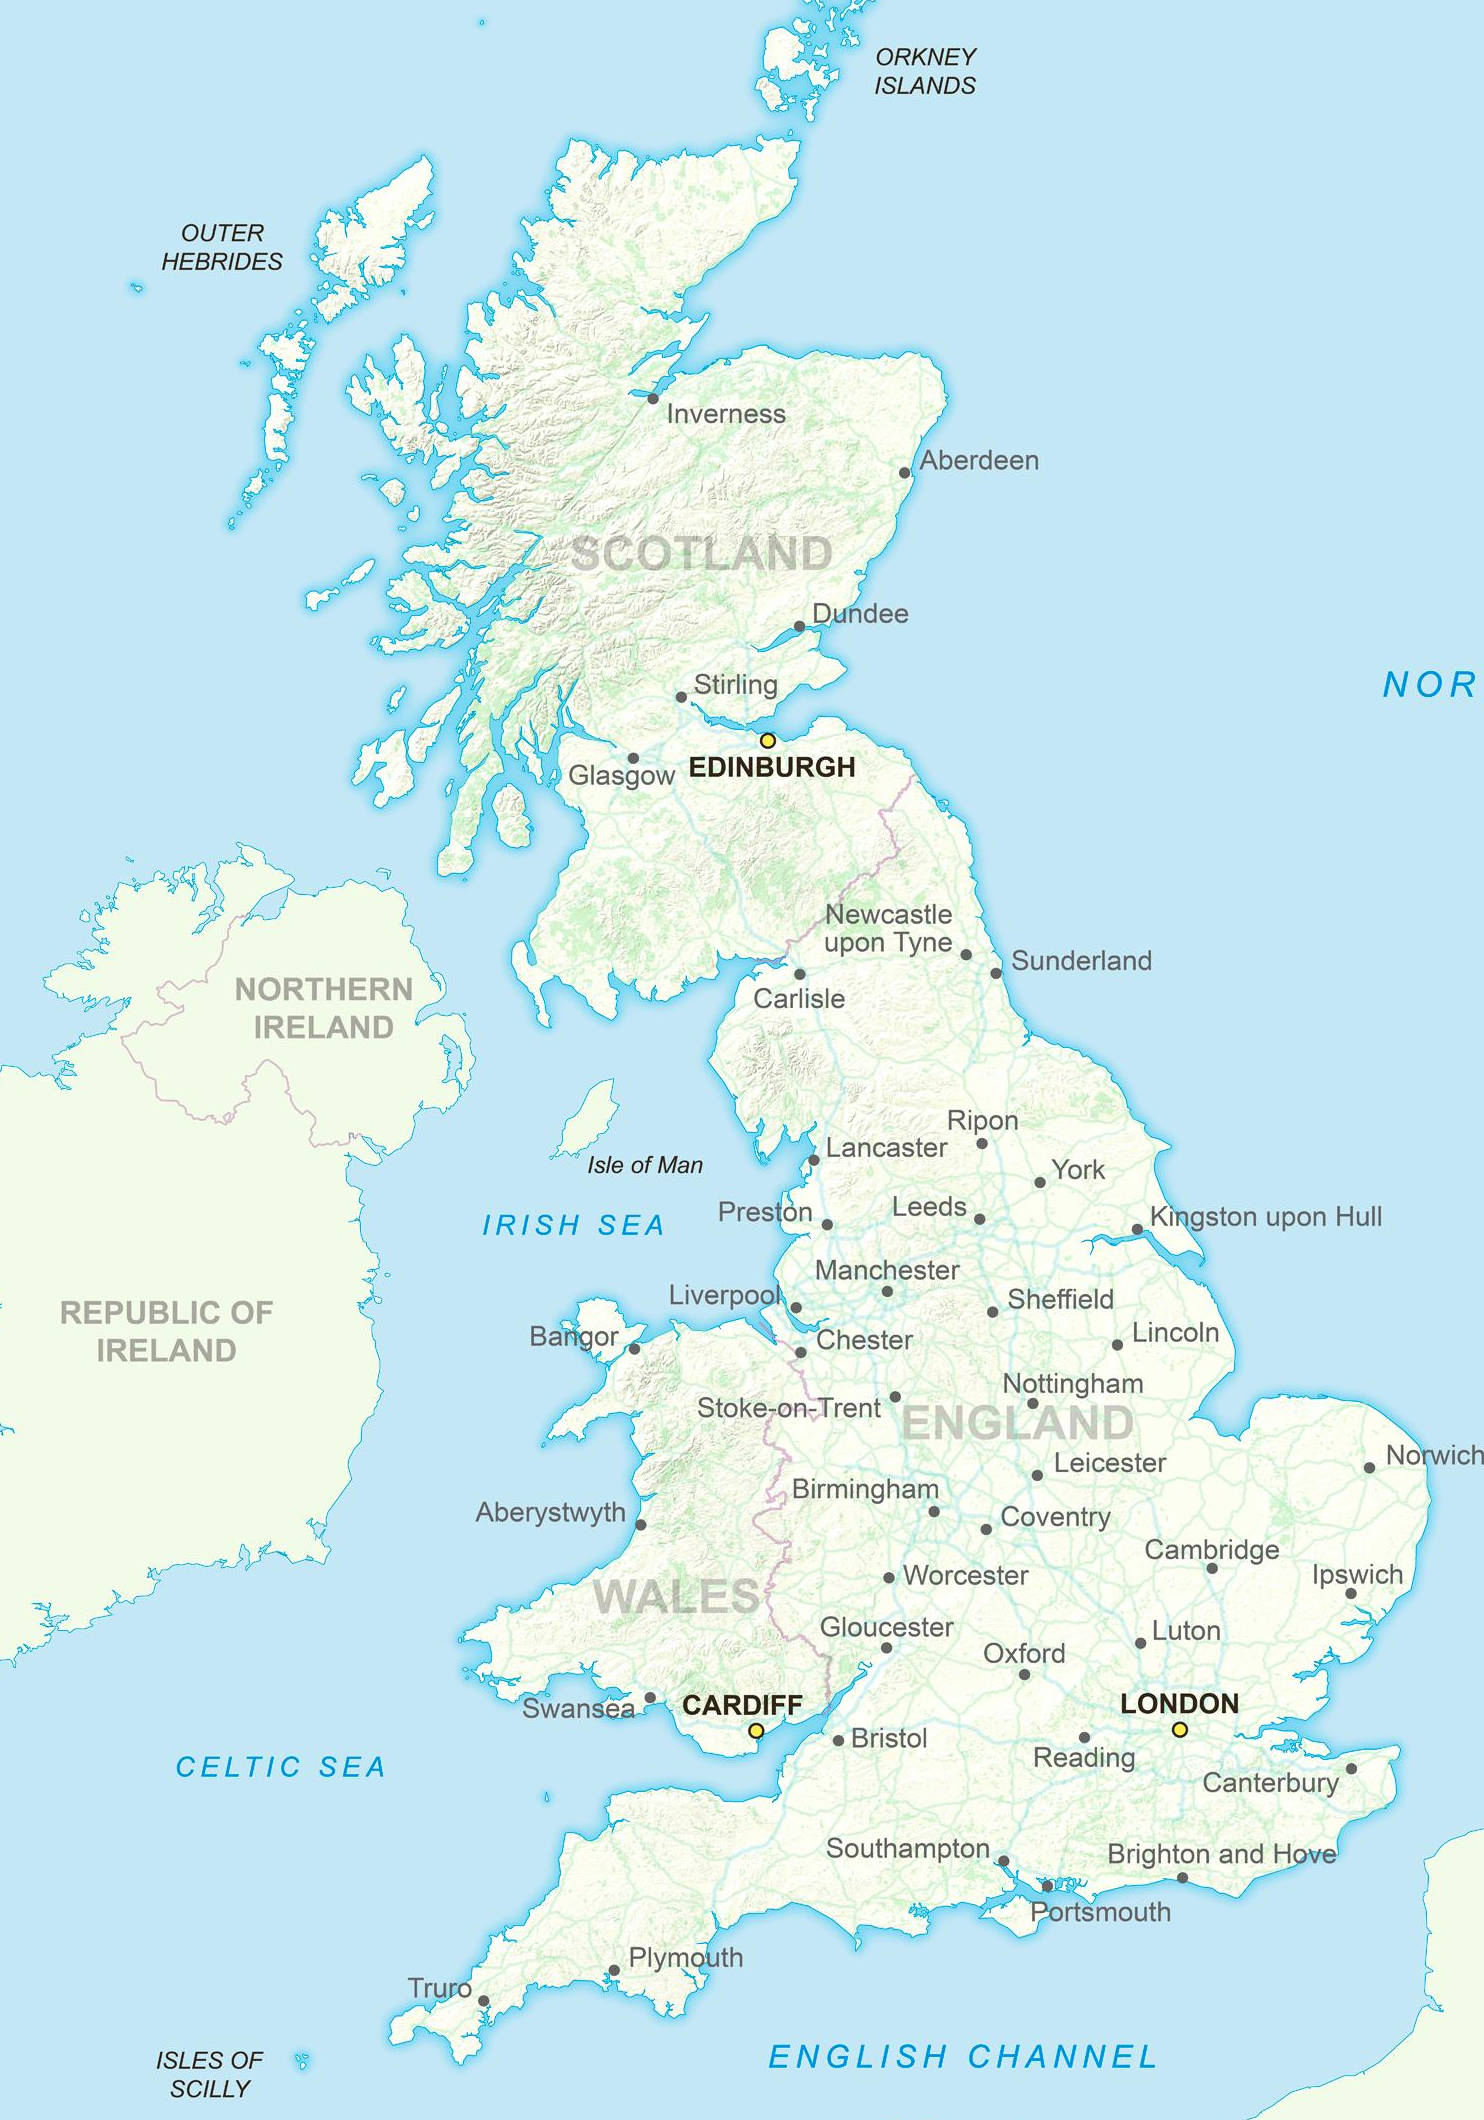 ORKNEY
ISLANDS
OUTER
HEBRIDES
Inverness
Aberdeen
SCOTLAND
Dundee
Stirling
NOR
Glasgow
EDINBURGH
Newcastle
upon Tyne
Sunderland
Carlisle
NORTHERN
IRELAND
Ripon
Lancaster
Isle of Man
York
Leeds
Preston
Kingston upon Hull
IRISH SEA
Manchester
Liverpool
Sheffield
REPUBLIC OF
IRELAND
Bangor
Chester
Lincoln
Nottingham
Stoke-on-Trent
ENGLAND
Norwich
Leicester
Birmingham
Aberystwyth
Coventry
Cambridge
Worcester
Ipswich
WALES
Gloucester
Luton
Oxford
Swansea
CARDIFF
LONDON
Bristol
Reading
CELTIC SEA
Canterbury
Southampton
Brighton and Hove
Portsmouth
Plymouth
Truro
ENGLISH CHANNEL
ISLES OF
SCILLY